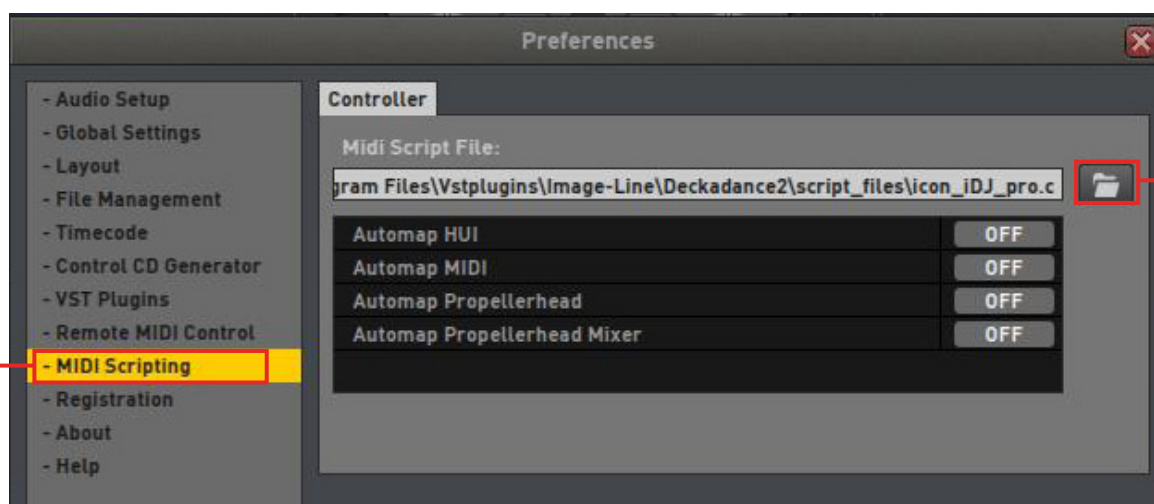 Preferences
- Audio Setup
- Global Settings
- Layout
- File Management
- Timecode
- Control CD Generator
- VST Plugins
- Remote MIDI Control
- MIDI Scripting
- Registration
- About
- Help
Controller
Midi Script File:
gram Files\Vstplugins\Image-Line\Deckadance2\script_files\icon_iDJ_pro.c
Automap HUI OFF
Automap MIDI OFF
Automap Propellerhead OFF
Automap Propellerhead Mixer OFF